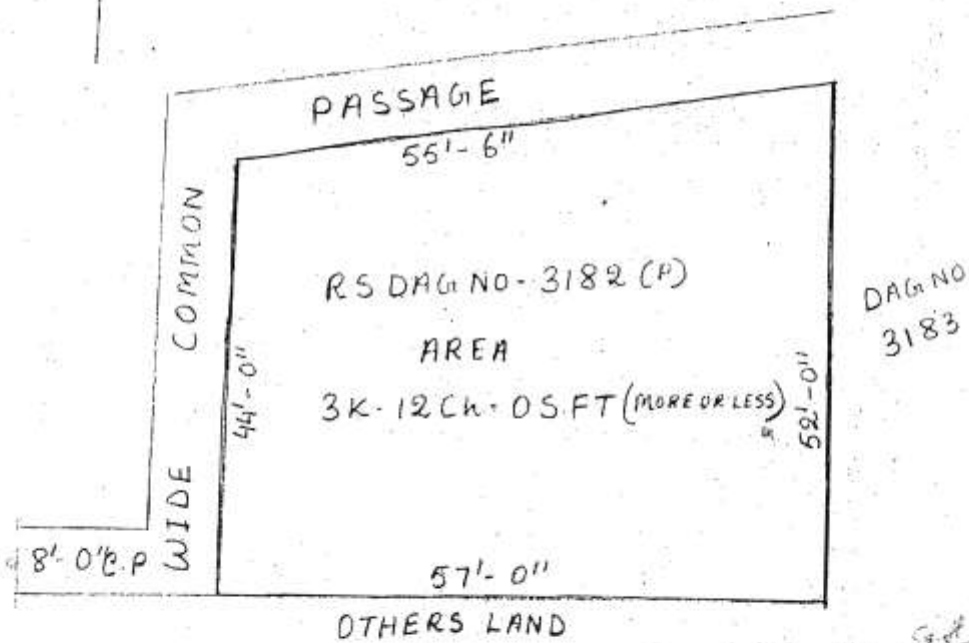 PASSAGE
55'-6"
COMMON
RS DAG NO - 3182 (P)
DAG NO
3183
AREA
44'-0"
3K-12Ch-0S.FT (MORE OR LESS)
52'-0"
WIDE
8'-0" C.P
57'-0"
OTHERS LAND